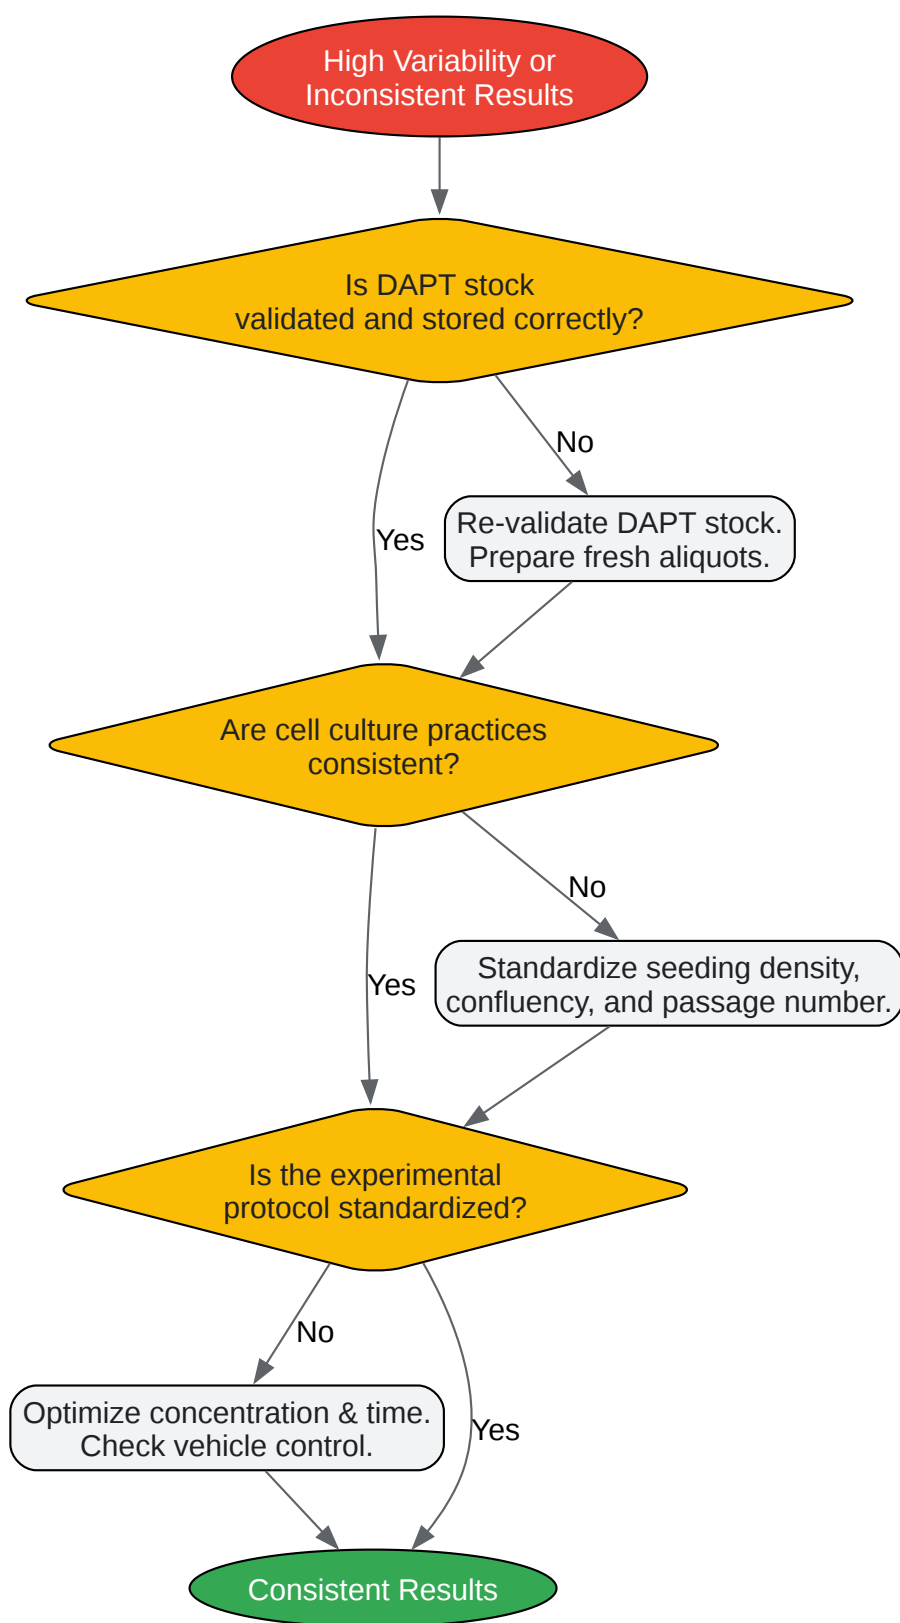 High Variability or
Inconsistent Results
Is DAPT stock
validated and stored correctly?
No
Yes
Re-validate DAPT stock.
Prepare fresh aliquots.
Are cell culture practices
consistent?
No
Yes
Standardize seeding density,
confluency, and passage number.
Is the experimental
protocol standardized?
No
Yes
Optimize concentration & time.
Check vehicle control.
Consistent Results